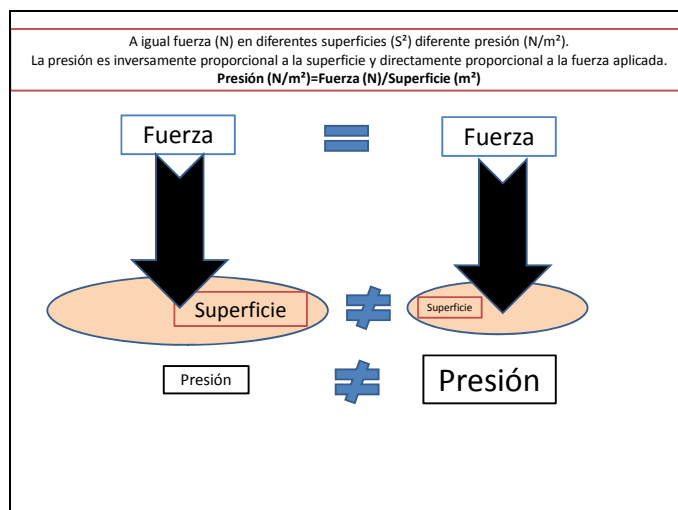 A igual fuerza (N) en diferentes superficies (S²) diferente presión (N/m²).
La presión es inversamente proporcional a la superficie y directamente proporcional a la fuerza aplicada.
Presión (N/m²)=Fuerza (N)/Superficie (m²)
Fuerza = Fuerza
Superficie ≠ Superficie
Presión ≠ Presión